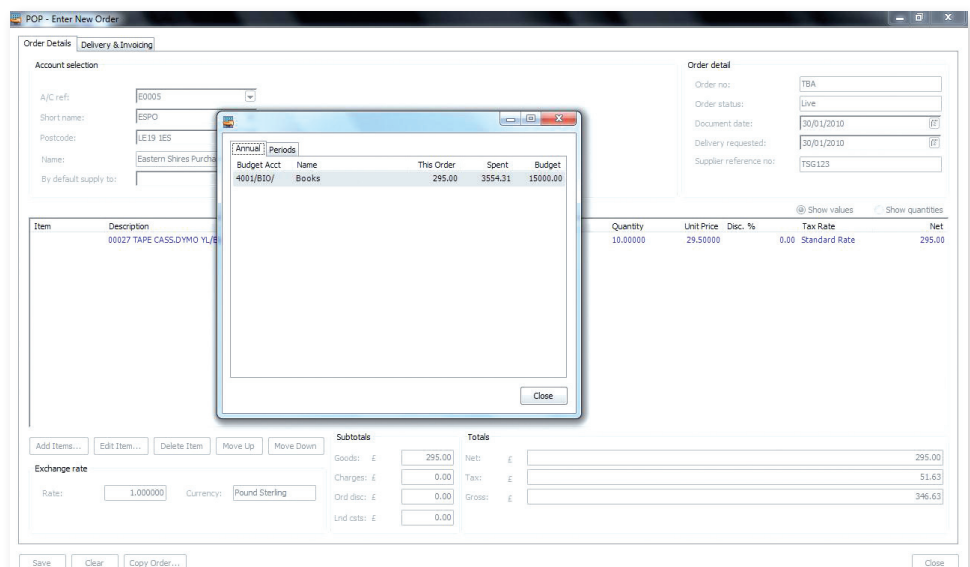 POP - Enter New Order
Order Details Delivery & Invoicing
Account selection
A/C ref: E0005
Short name: ESPO
Postcode: LE19 1ES
Name: Eastern Shires Purcha
By default supply to:
Order detail
Order no: TBA
Order status: Live
Document date: 30/01/2010
Delivery requested: 30/01/2010
Supplier reference no: TSG123
Annual Periods
Budget Acct Name This Order Spent Budget
4001/BIO/ Books 295.00 3554.31 15000.00
Close
Show values Show quantities
Item Description Quantity Unit Price Disc. % Tax Rate Net
00027 TAPE CASS.DYMO YL/B 10.00000 29.50000 0.00 Standard Rate 295.00
Add Items... Edit Item... Delete Item Move Up Move Down
Exchange rate
Rate: 1.000000 Currency: Pound Sterling
Subtotals
Goods: £ 295.00
Charges: £ 0.00
Ord disc: £ 0.00
Lnd csts: £ 0.00
Totals
Net: £ 295.00
Tax: £ 51.63
Gross: £ 346.63
Save Clear Copy Order... Close